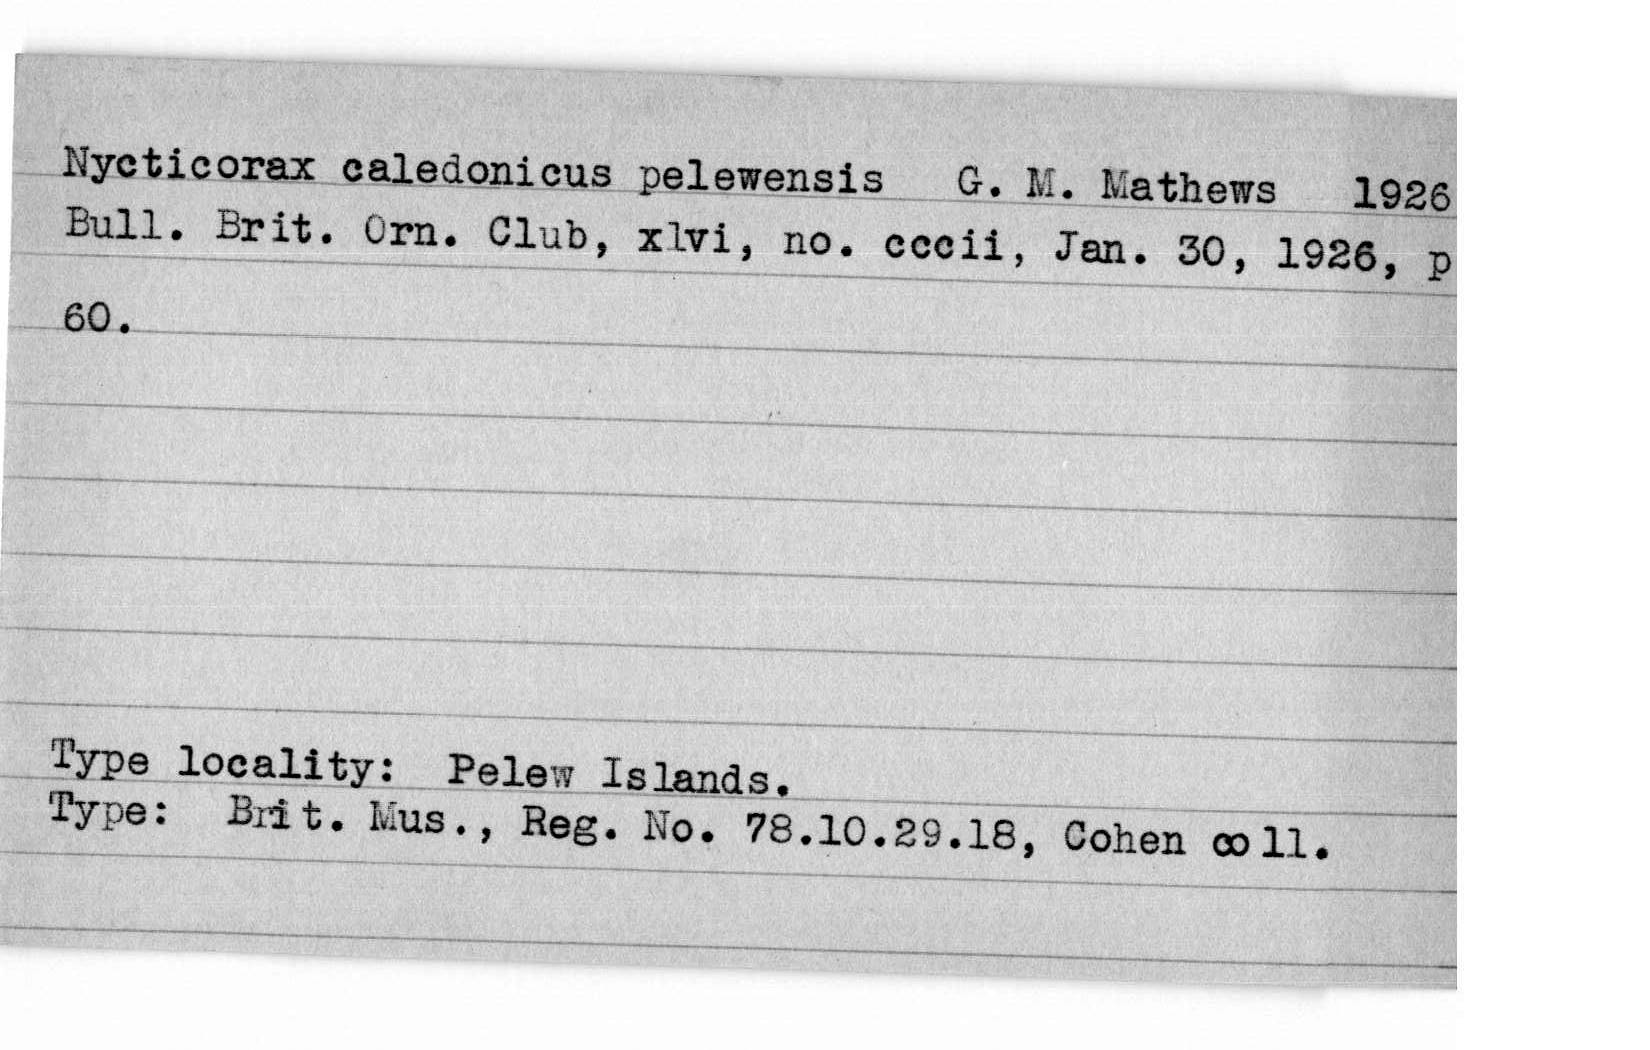 Nycticorax caledonicus pelewensis G. M. Mathews 1926
Bull. Brit. Orn. Club, xlvi, no. cccii, Jan. 30, 1926, p
60.
Type locality: Pelew Islands.
Type: Brit. Mus., Reg. No. 78.10.29.18, Cohen coll.